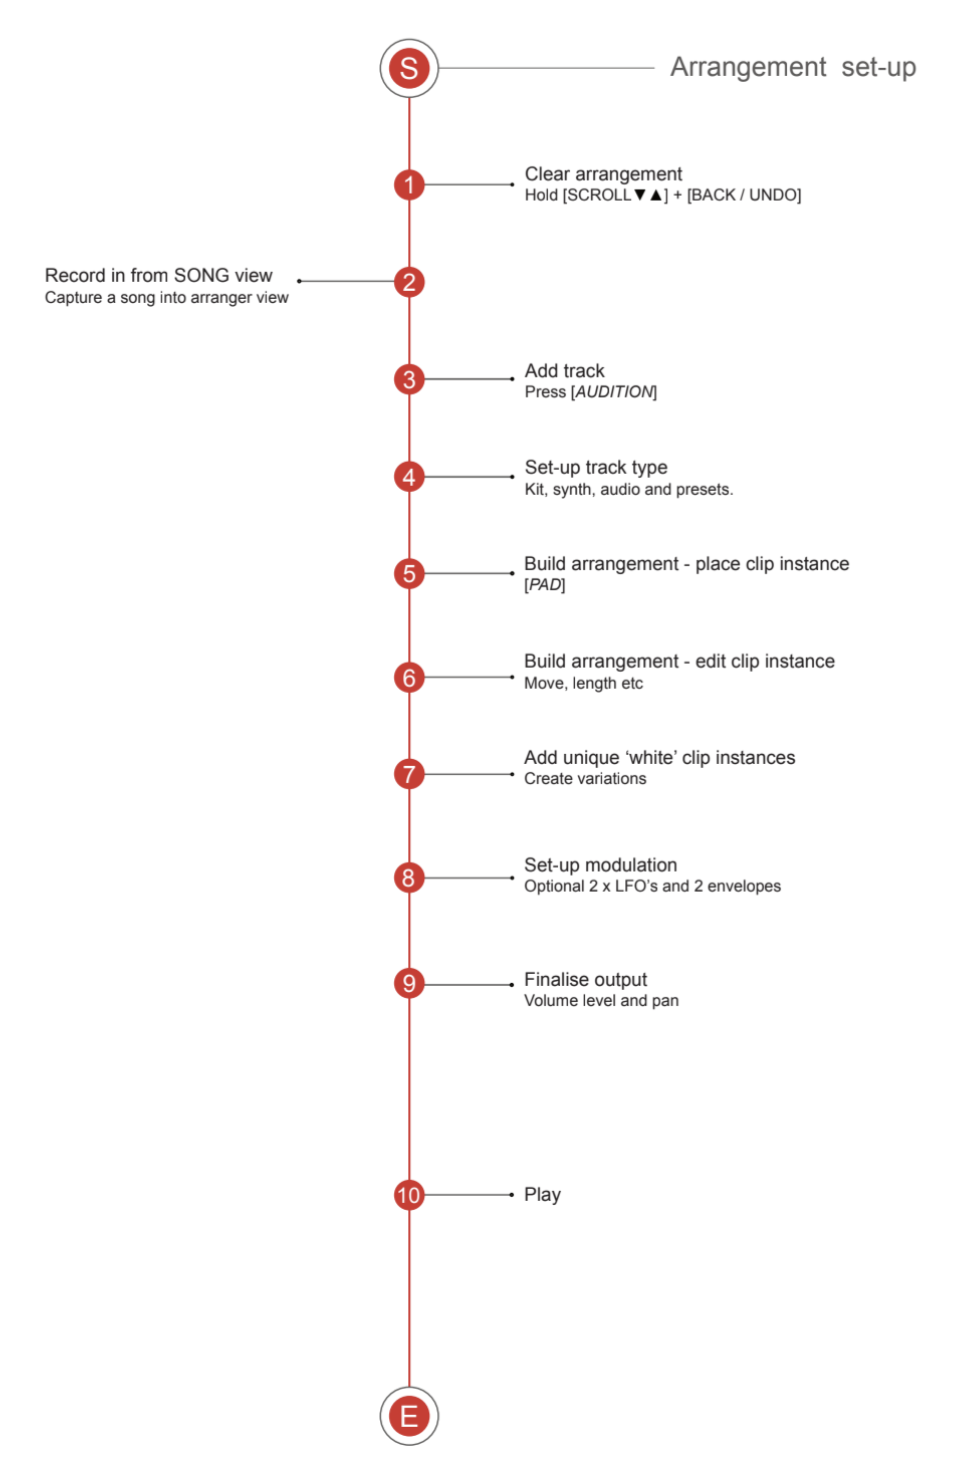 S
Arrangement set-up
1
Clear arrangement
Hold [SCROLL▼▲] + [BACK / UNDO]
Record in from SONG view
Capture a song into arranger view
2
3
Add track
Press [AUDITION]
4
Set-up track type
Kit, synth, audio and presets.
5
Build arrangement - place clip instance
[PAD]
6
Build arrangement - edit clip instance
Move, length etc
7
Add unique ‘white’ clip instances
Create variations
8
Set-up modulation
Optional 2 x LFO’s and 2 envelopes
9
Finalise output
Volume level and pan
10
Play
E